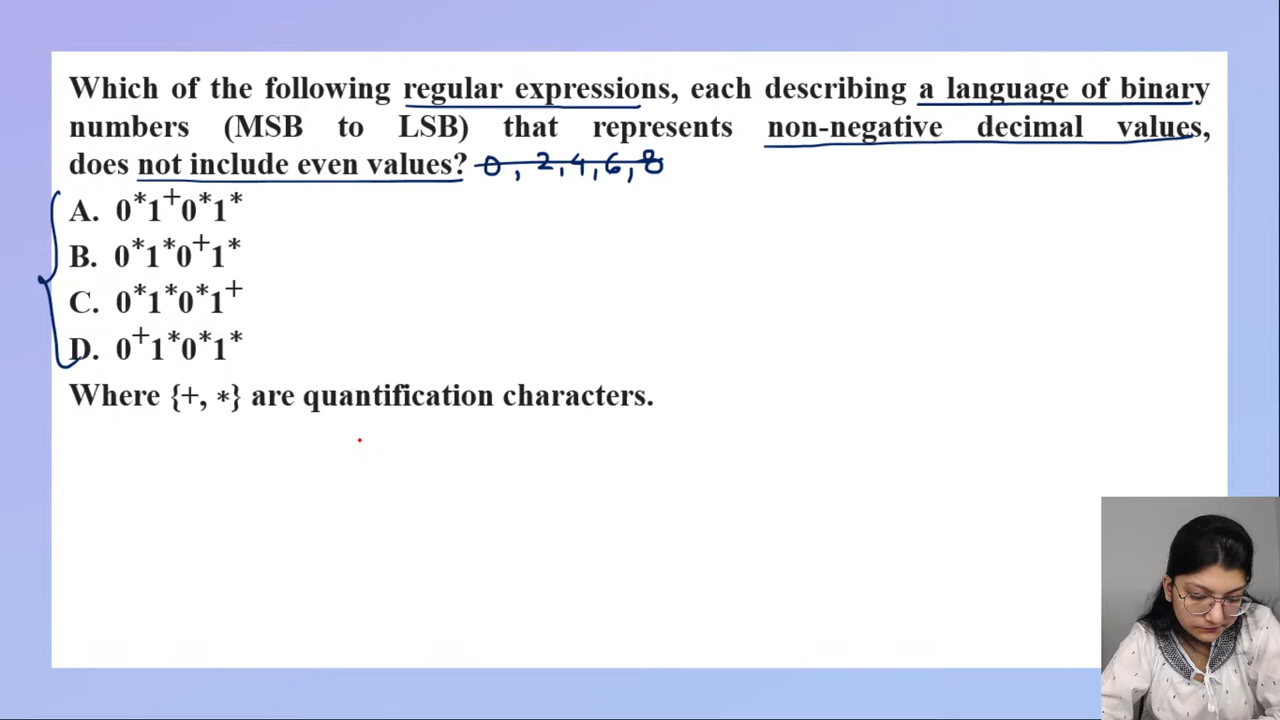 Which of the following regular expressions, each describing a language of binary
numbers (MSB to LSB) that represents non-negative decimal values,
does not include even values? 0, 2, 4, 6, 8
A. 0*1⁺0*1*
B. 0*1*0⁺1*
C. 0*1*0*1⁺
D. 0⁺1*0*1*
Where {+, *} are quantification characters.